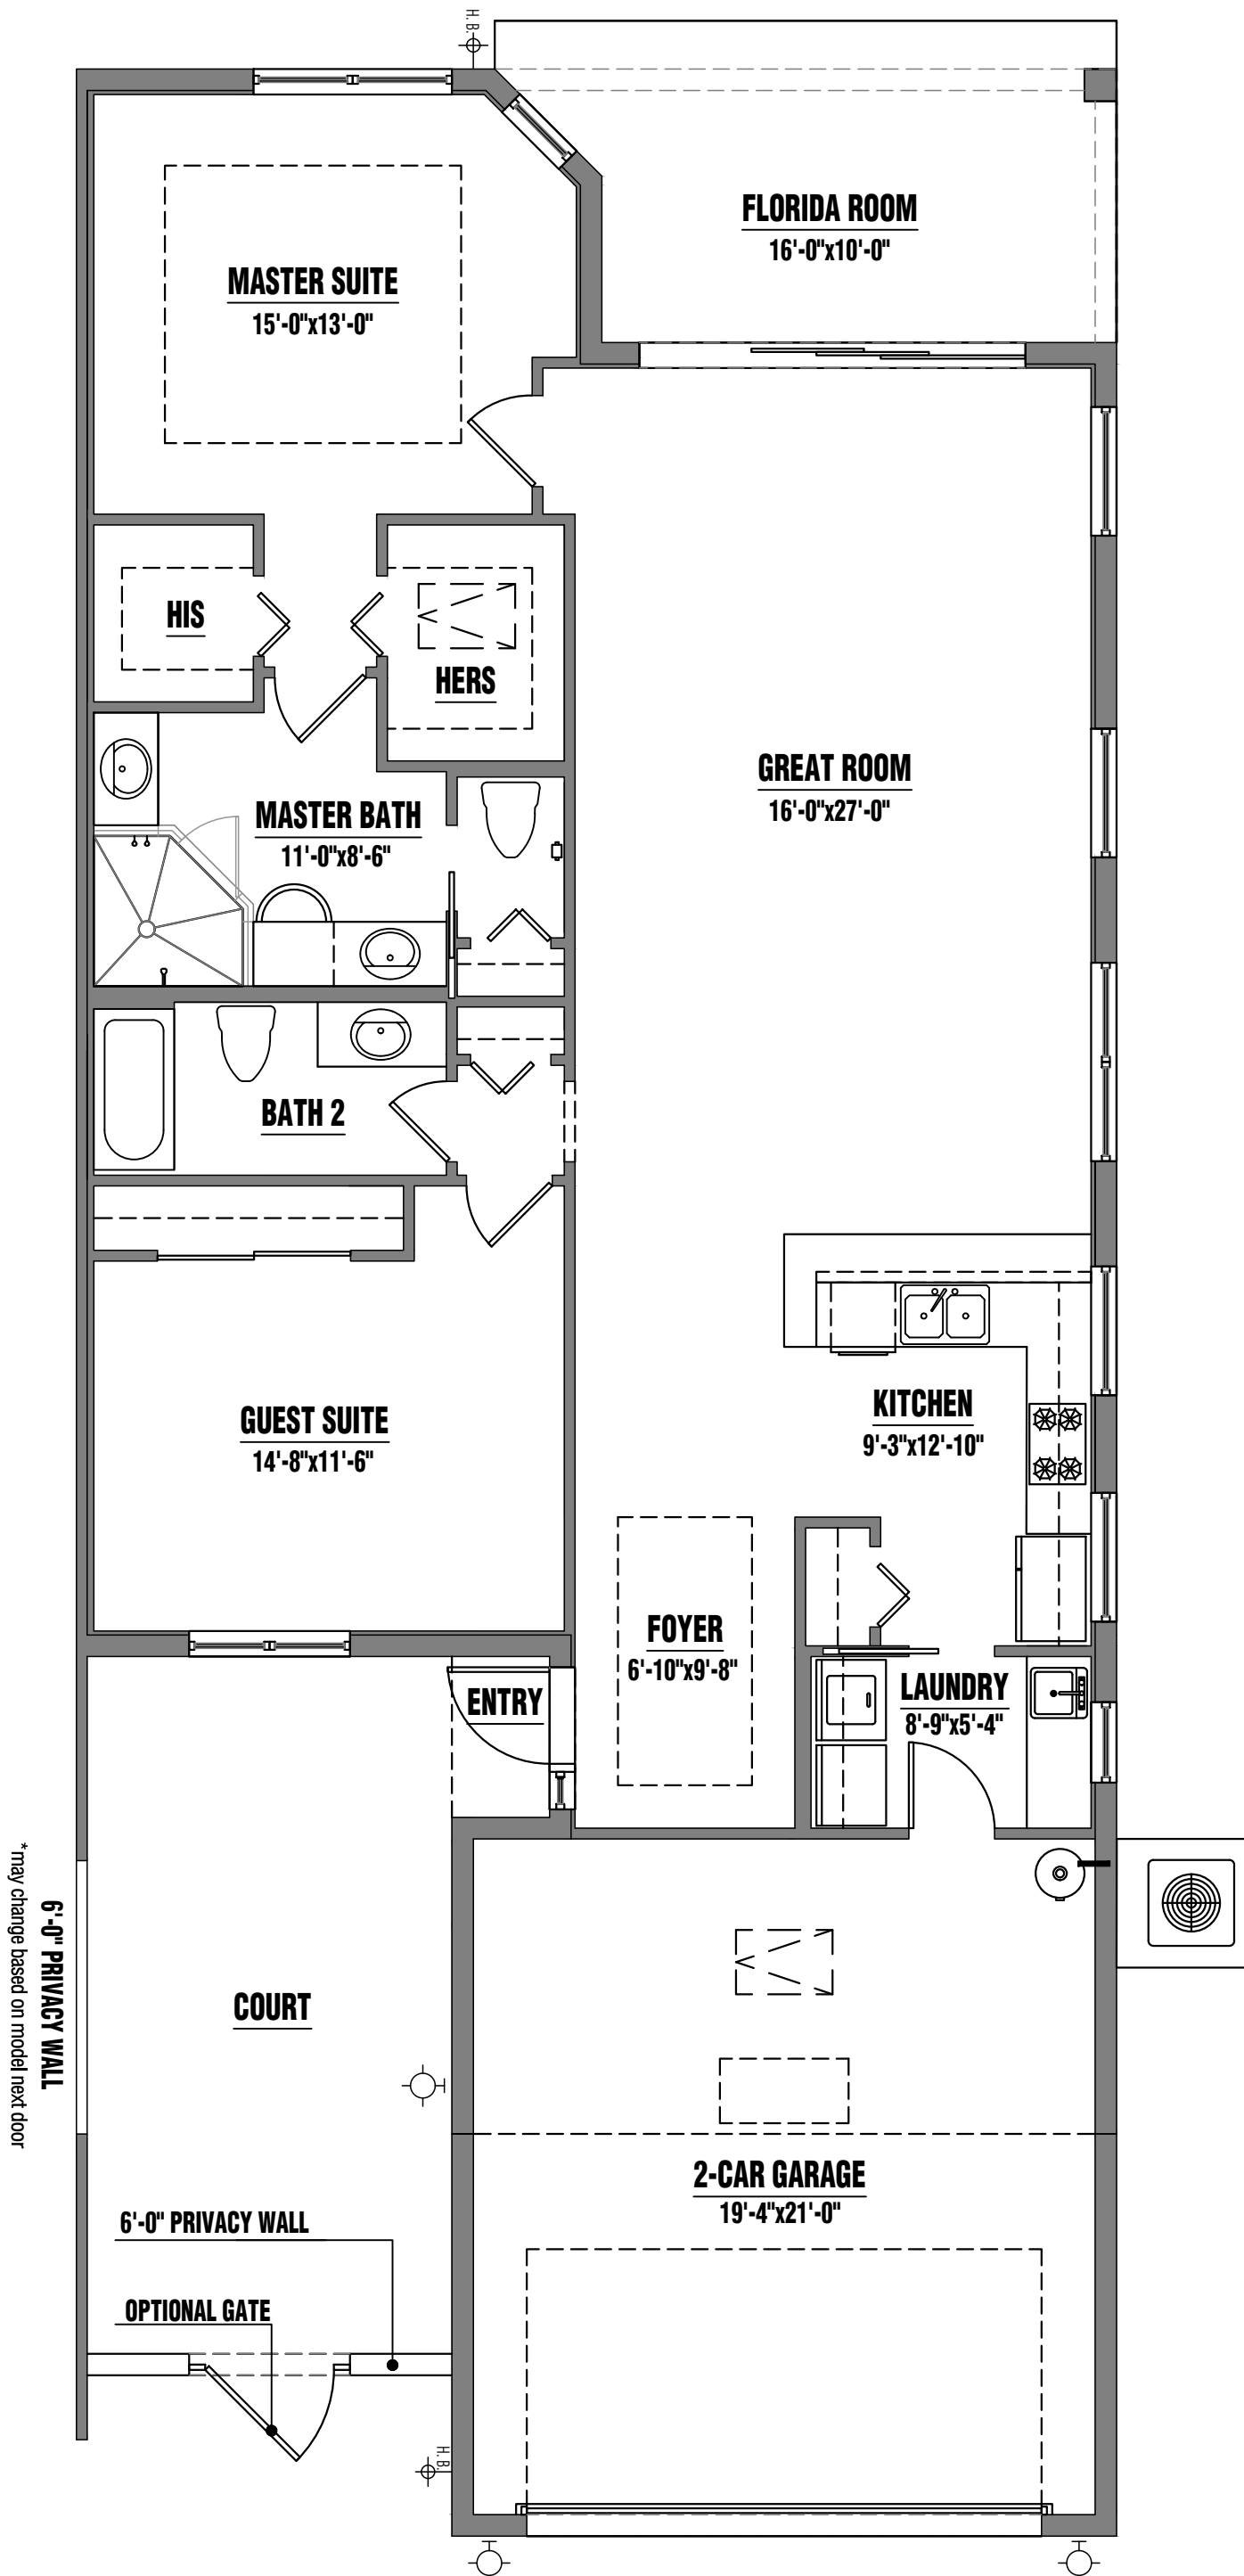 H. B.
FLORIDA ROOM
16'-0"x10'-0"
MASTER SUITE
15'-0"x13'-0"
HIS
HERS
GREAT ROOM
16'-0"x27'-0"
MASTER BATH
11'-0"x8'-6"
BATH 2
KITCHEN
9'-3"x12'-10"
GUEST SUITE
14'-8"x11'-6"
FOYER
6'-10"x9'-8"
LAUNDRY
8'-9"x5'-4"
ENTRY
6'-0" PRIVACY WALL
*may change based on model next door
COURT
2-CAR GARAGE
19'-4"x21'-0"
6'-0" PRIVACY WALL
OPTIONAL GATE
H. B.